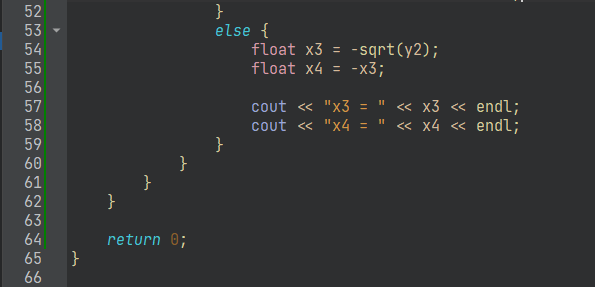 52                }
53                else {
54                    float x3 = -sqrt(y2);
55                    float x4 = -x3;
56
57                    cout << "x3 = " << x3 << endl;
58                    cout << "x4 = " << x4 << endl;
59                }
60            }
61        }
62    }
63
64    return 0;
65 }
66